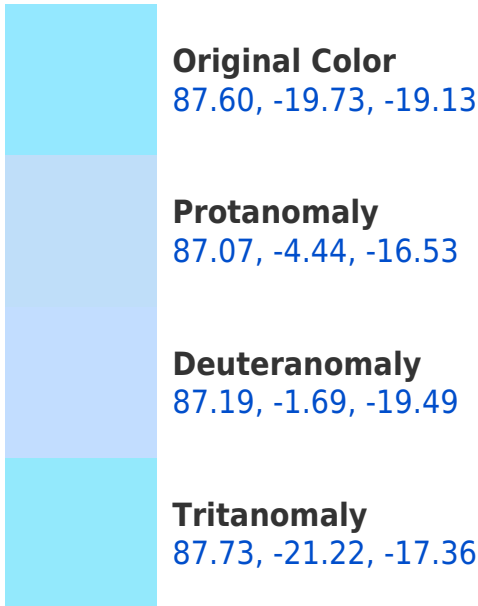 Original Color
87.60, -19.73, -19.13
Protanomaly
87.07, -4.44, -16.53
Deuteranomaly
87.19, -1.69, -19.49
Tritanomaly
87.73, -21.22, -17.36